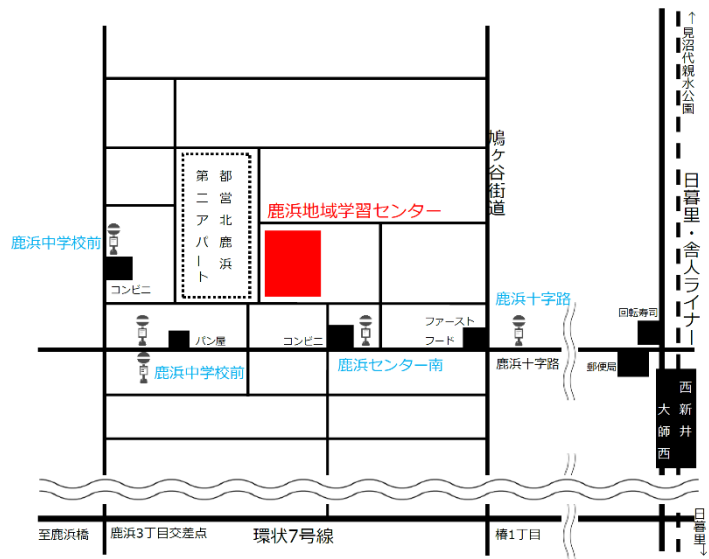 ↑見沼代親水公園
日暮里・舎人ライナー
鳩ヶ谷街道
都営北鹿浜
第二アパート
鹿浜地域学習センター
鹿浜中学校前
コンビニ
鹿浜十字路
回転寿司
ファースト
フード
パン屋
コンビニ
鹿浜中学校前
鹿浜センター南
鹿浜十字路
郵便局
西新井
大師西
至鹿浜橋
鹿浜3丁目交差点
環状7号線
椿1丁目
日暮里↓